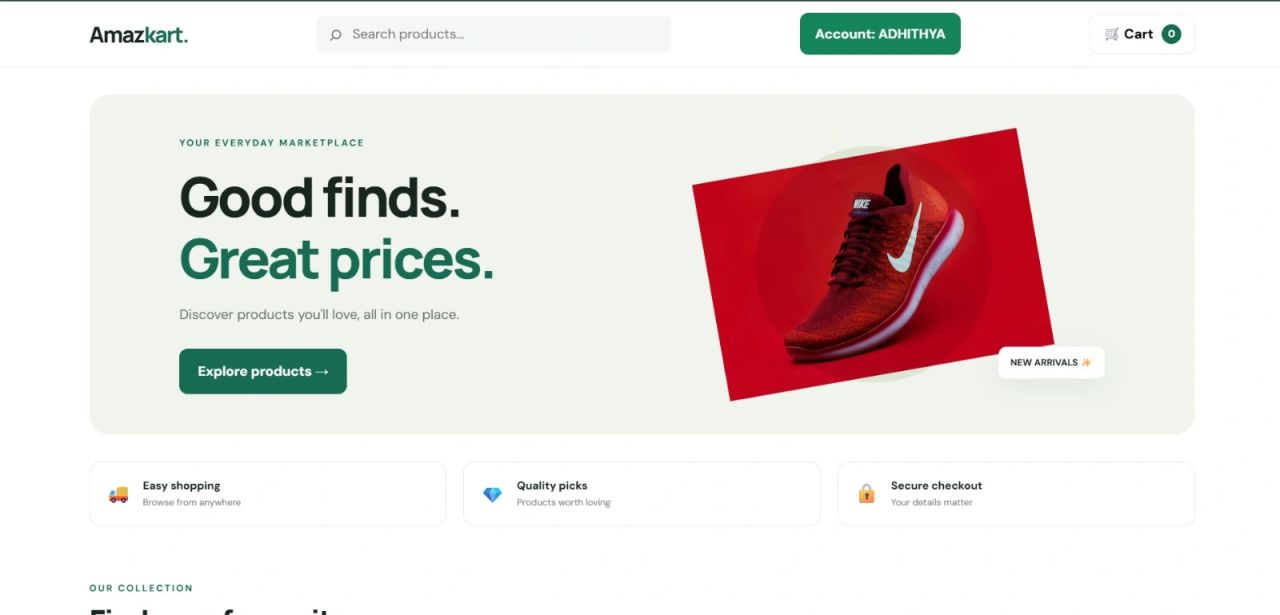 Amazkart.
Search products...
Account: ADHITHYA
Cart 0
YOUR EVERYDAY MARKETPLACE
Good finds.
Great prices.
Discover products you'll love, all in one place.
Explore products →
NIKE
NEW ARRIVALS ✨
Easy shopping
Browse from anywhere
Quality picks
Products worth loving
Secure checkout
Your details matter
OUR COLLECTION